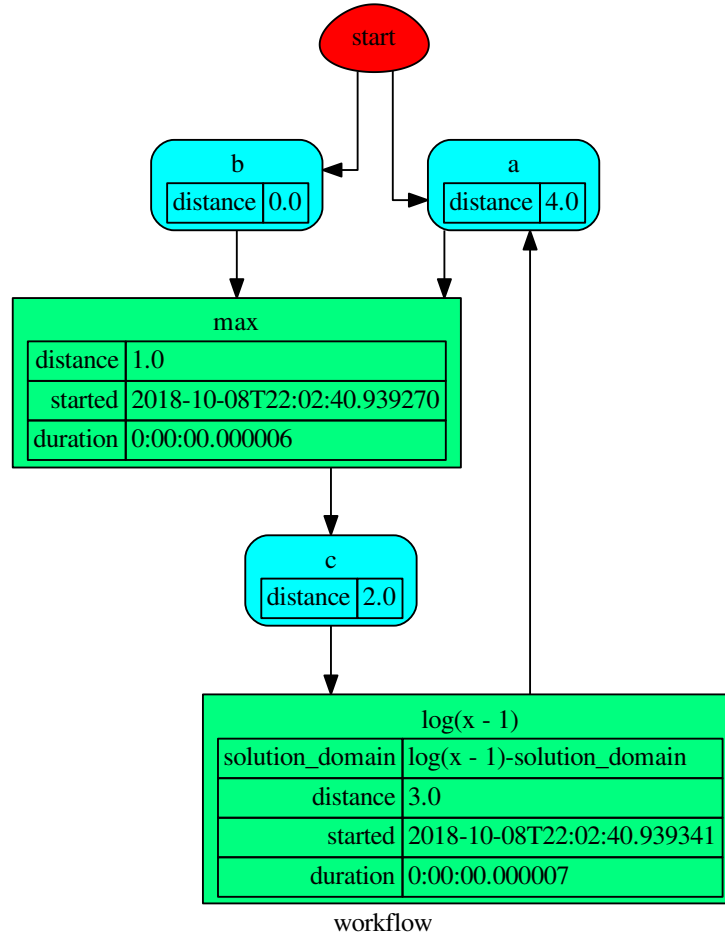 start
b
distance 0.0
a
distance 4.0
max
distance 1.0
started 2018-10-08T22:02:40.939270
duration 0:00:00.000006
c
distance 2.0
log(x - 1)
solution_domain log(x - 1)-solution_domain
distance 3.0
started 2018-10-08T22:02:40.939341
duration 0:00:00.000007
workflow